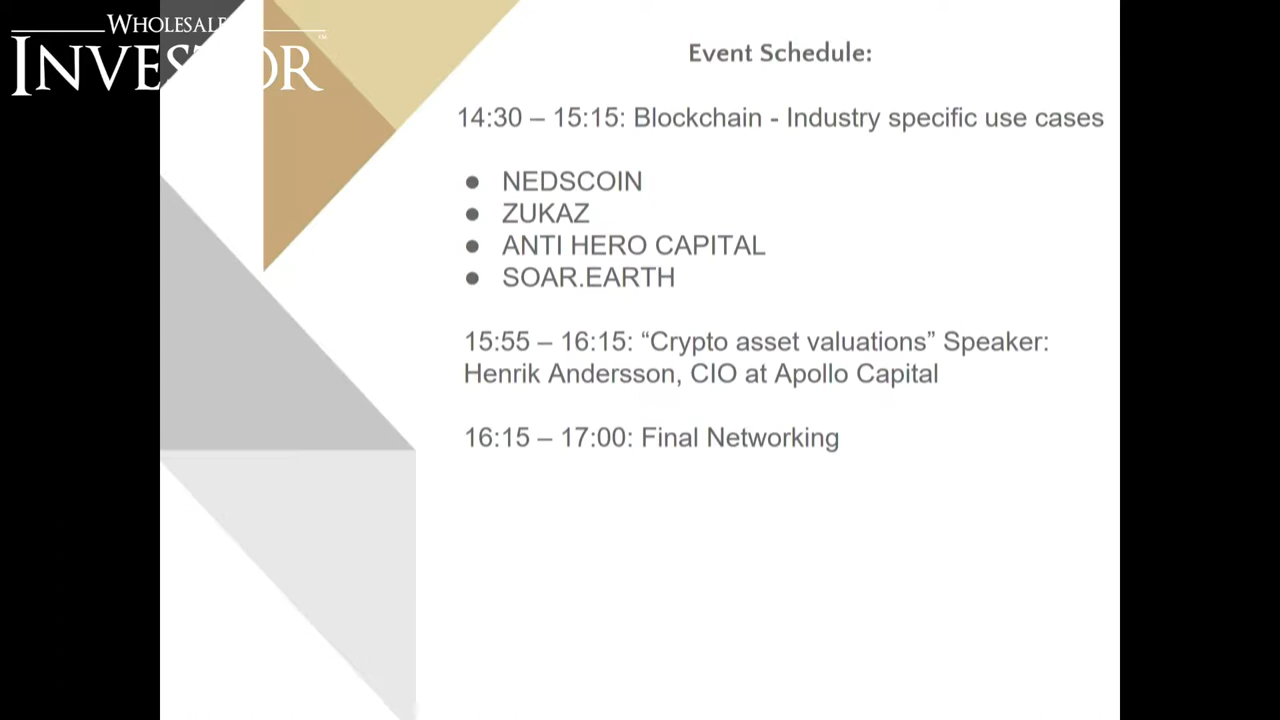 WHOLESALE
INVESTOR™
Event Schedule:
14:30 – 15:15: Blockchain - Industry specific use cases
● NEDSCOIN
● ZUKAZ
● ANTI HERO CAPITAL
● SOAR.EARTH
15:55 – 16:15: “Crypto asset valuations” Speaker:
Henrik Andersson, CIO at Apollo Capital
16:15 – 17:00: Final Networking